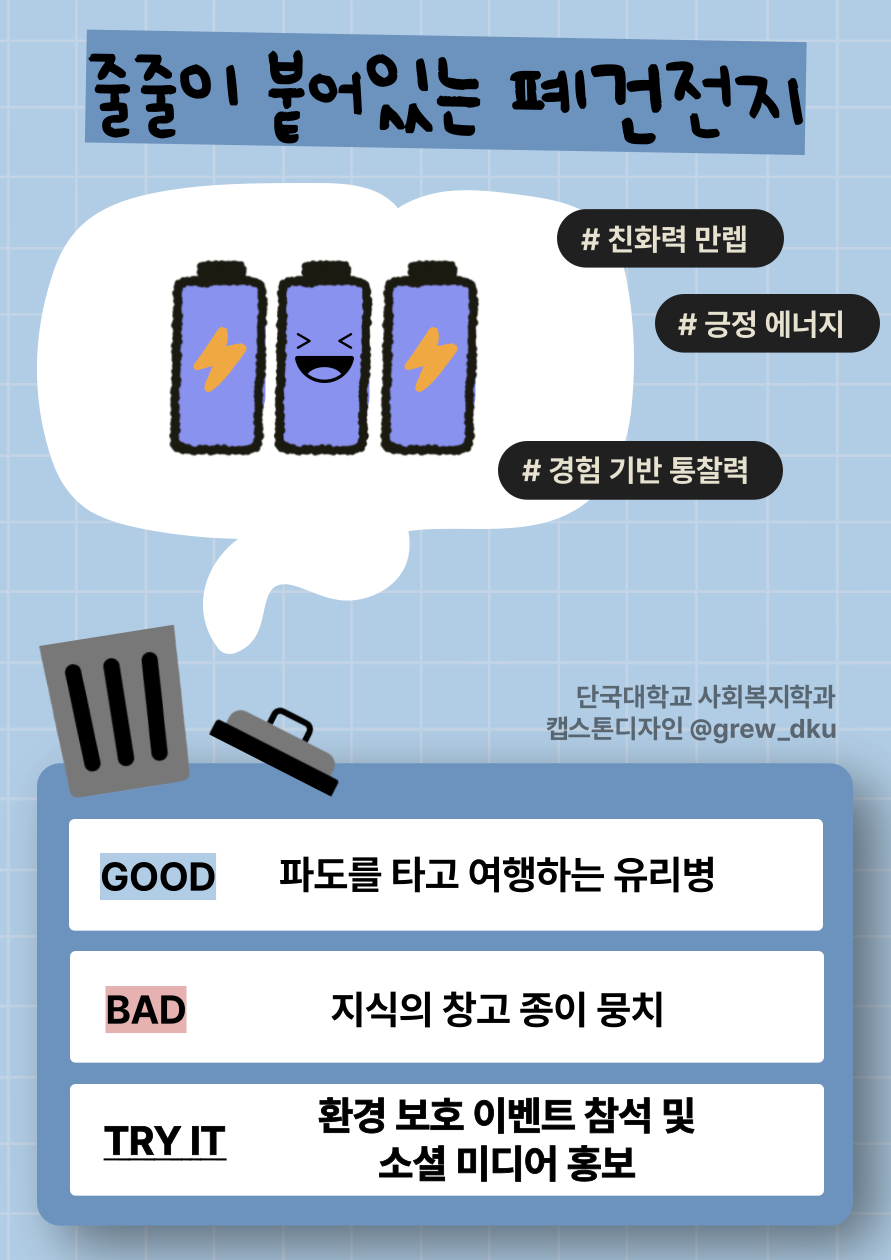 줄줄이 붙어있는 폐건전지
# 친화력 만렙
# 긍정 에너지
# 경험 기반 통찰력
단국대학교 사회복지학과
캡스톤디자인 @grew_dku
GOOD 파도를 타고 여행하는 유리병
BAD 지식의 창고 종이 뭉치
TRY IT 환경 보호 이벤트 참석 및
소셜 미디어 홍보